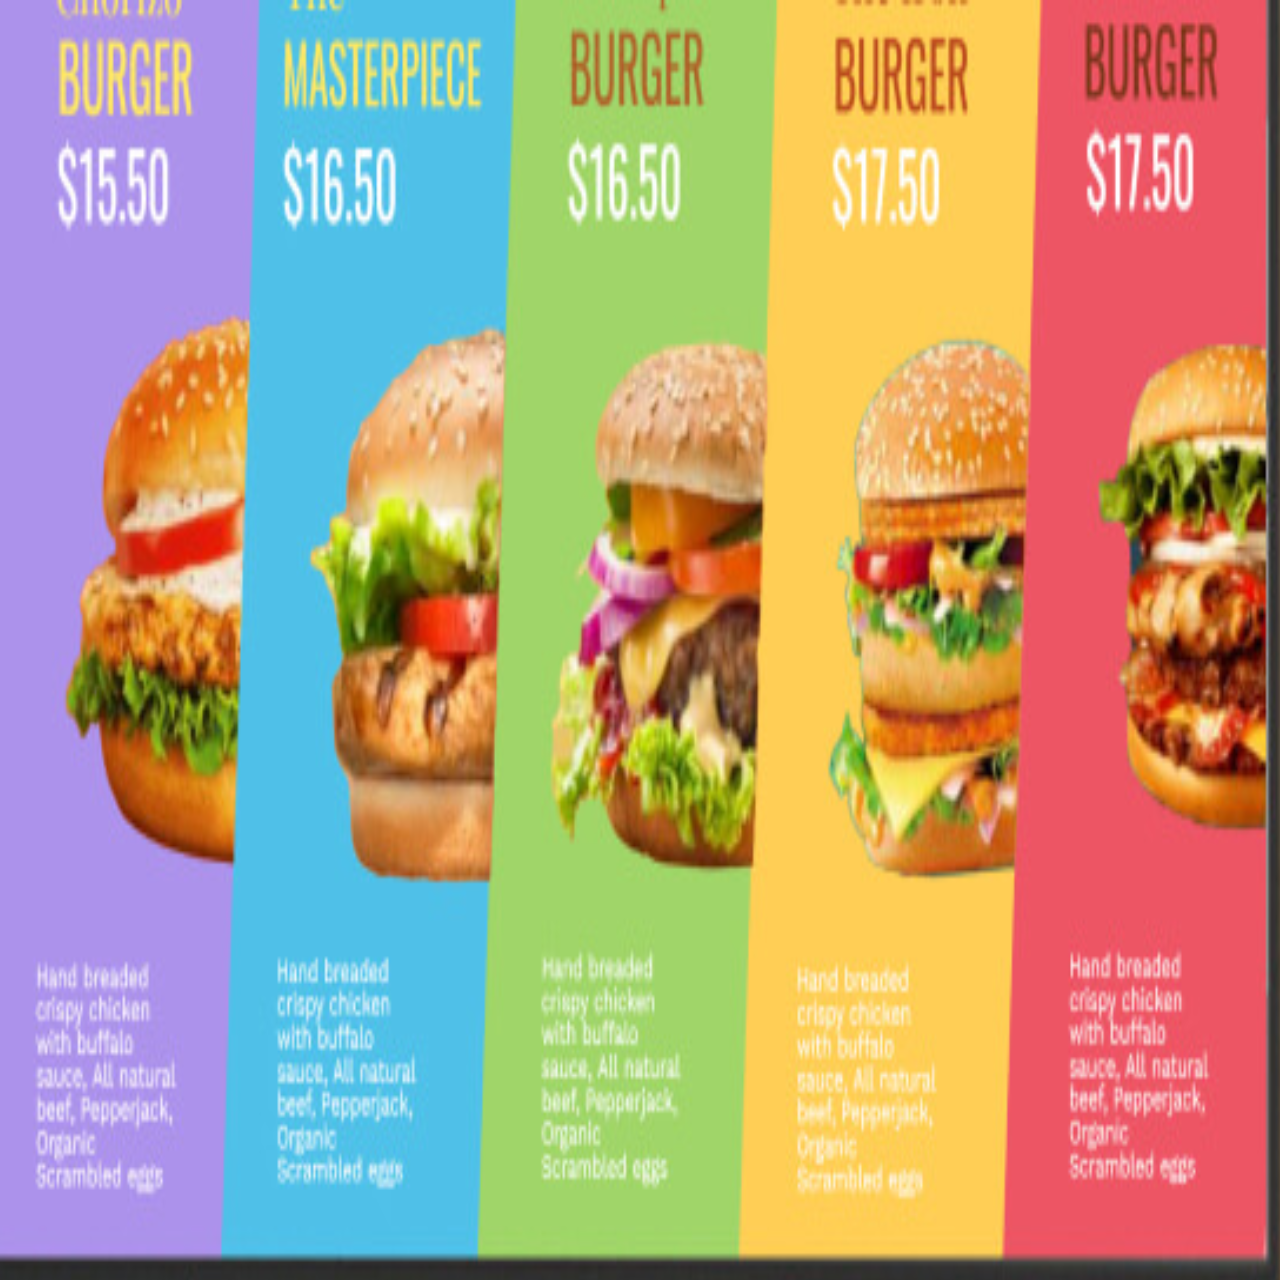 Chorizo
BURGER
$15.50
Hand breaded
crispy chicken
with buffalo
sauce, All natural
beef, Pepperjack,
Organic
Scrambled eggs
The
MASTERPIECE
$16.50
Hand breaded
crispy chicken
with buffalo
sauce, All natural
beef, Pepperjack,
Organic
Scrambled eggs
BURGER
$16.50
Hand breaded
crispy chicken
with buffalo
sauce, All natural
beef, Pepperjack,
Organic
Scrambled eggs
BURGER
$17.50
Hand breaded
crispy chicken
with buffalo
sauce, All natural
beef, Pepperjack,
Organic
Scrambled eggs
BURGER
$17.50
Hand breaded
crispy chicken
with buffalo
sauce, All natural
beef, Pepperjack,
Organic
Scrambled eggs